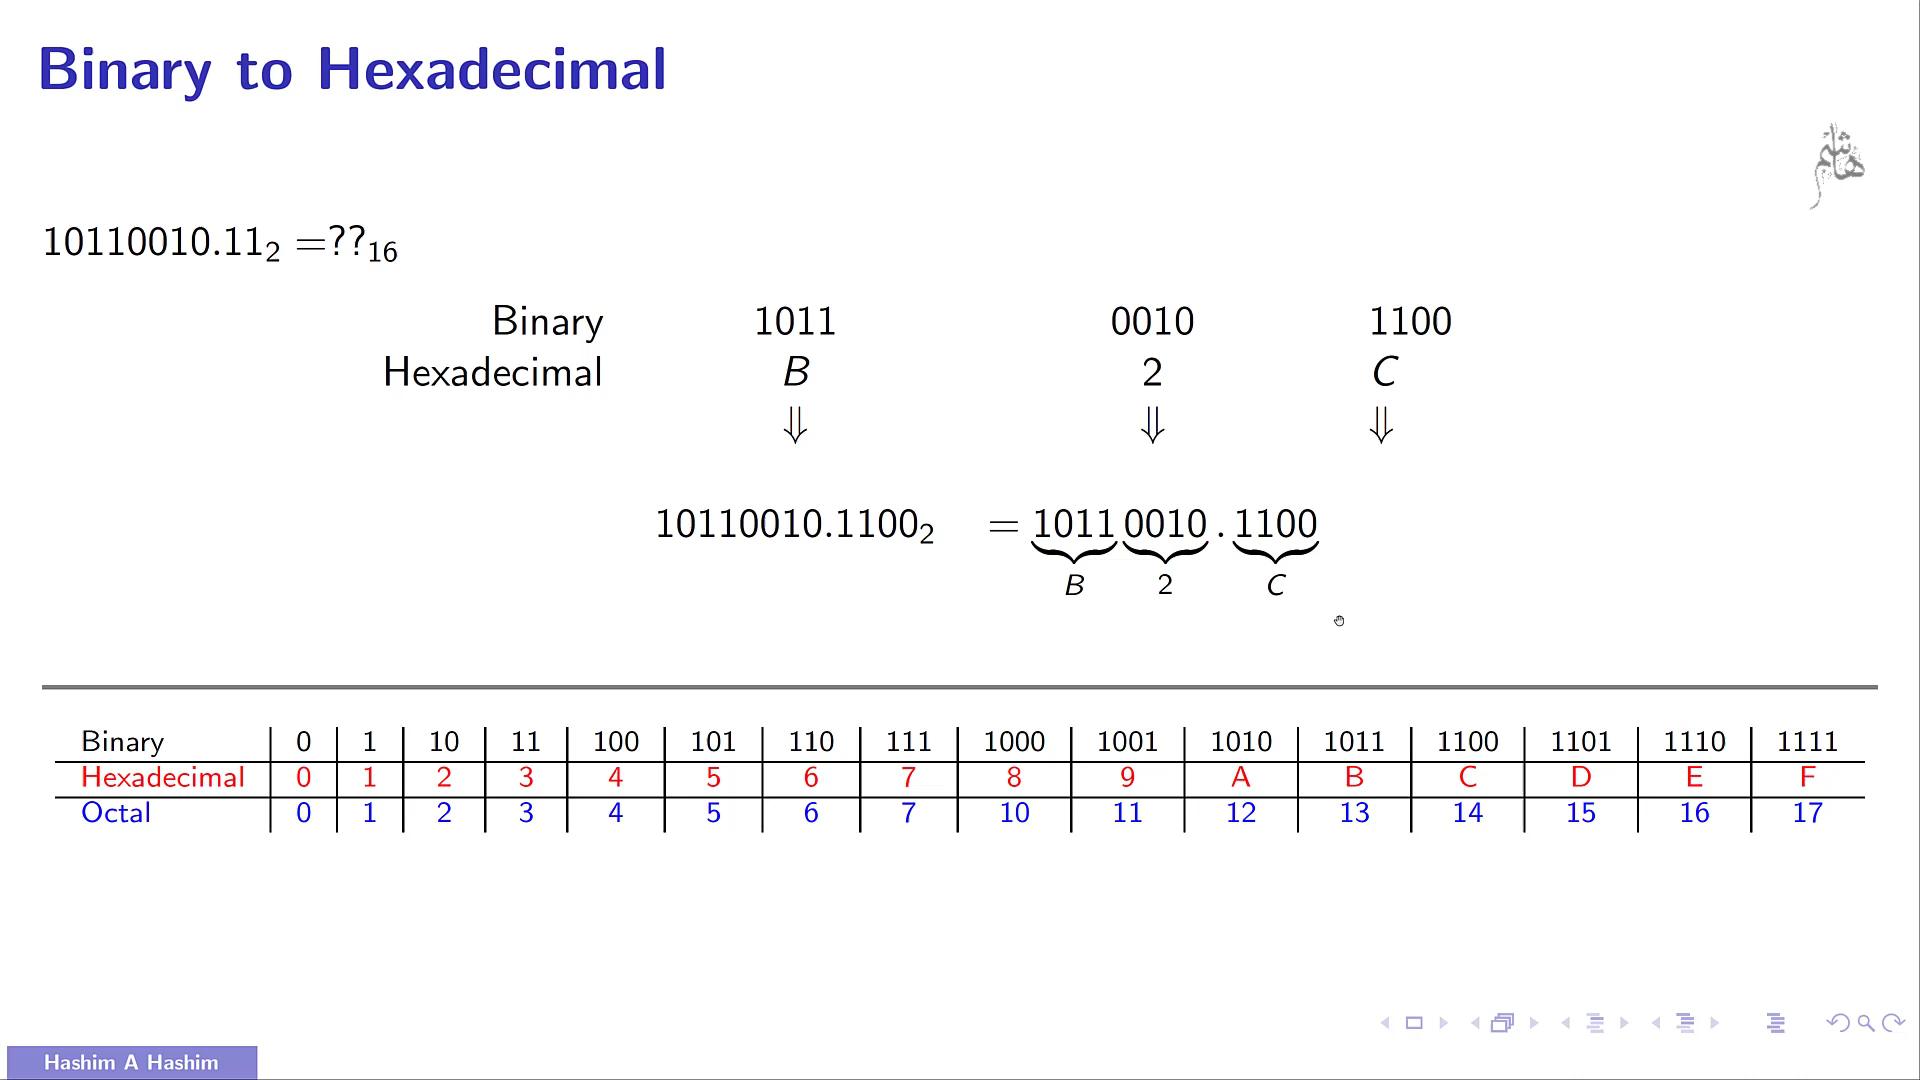 Binary to Hexadecimal
هاشم
10110010.11₂ =??₁₆
Binary 1011 0010 1100
Hexadecimal B 2 C
⇓ ⇓ ⇓
10110010.1100₂ = 1011 0010 . 1100
B 2 C
Binary 0 1 10 11 100 101 110 111 1000 1001 1010 1011 1100 1101 1110 1111
Hexadecimal 0 1 2 3 4 5 6 7 8 9 A B C D E F
Octal 0 1 2 3 4 5 6 7 10 11 12 13 14 15 16 17
Hashim A Hashim